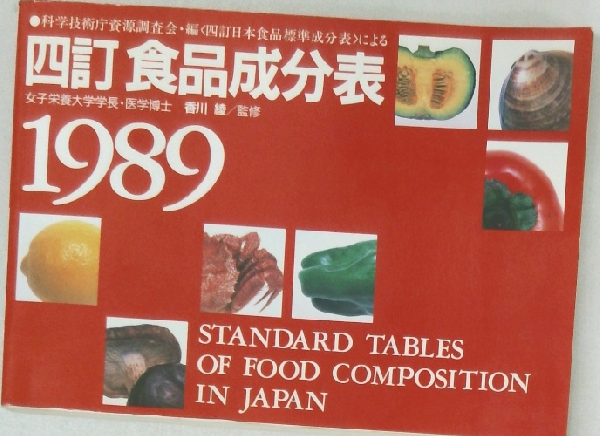 ●科学技術庁資源調査会・編〈四訂日本食品標準成分表〉による
四訂 食品成分表
女子栄養大学学長・医学博士 香川 綾／監修
1989
STANDARD TABLES
OF FOOD COMPOSITION
IN JAPAN